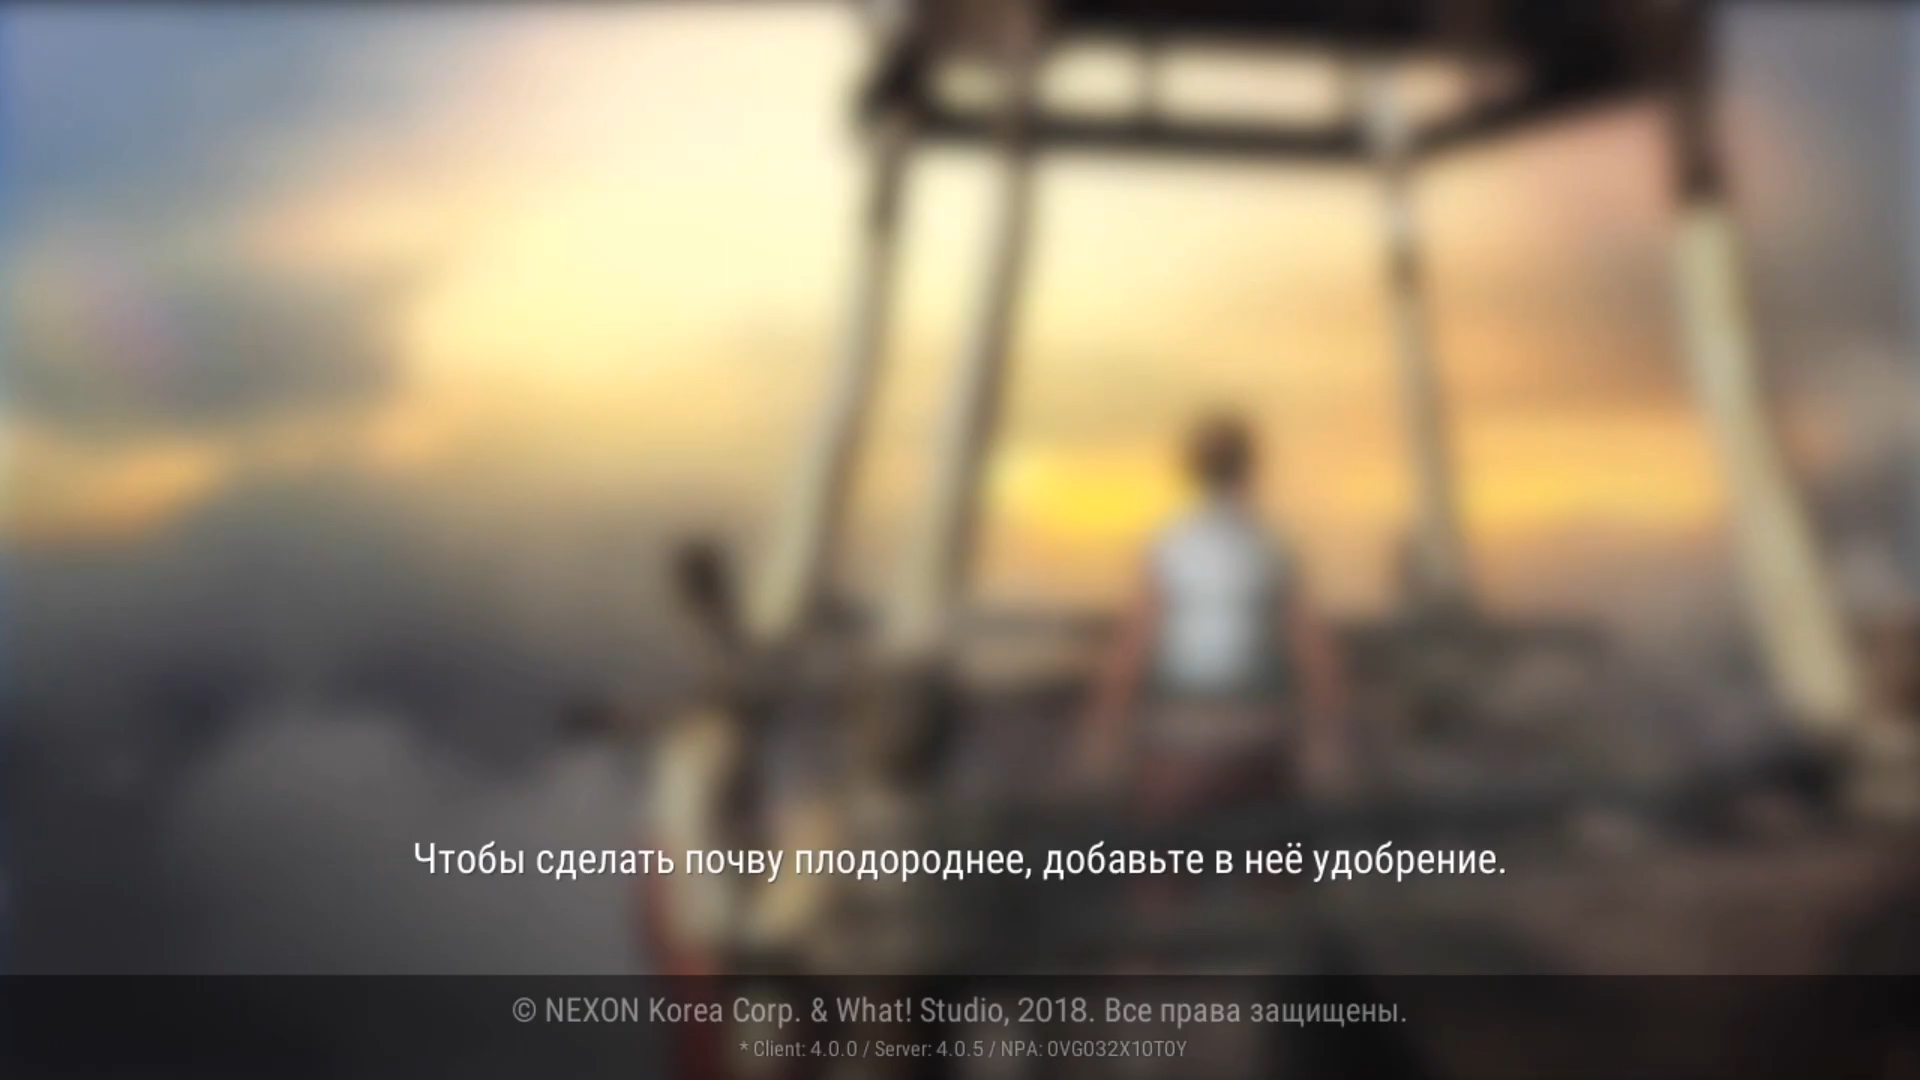 Чтобы сделать почву плодороднее, добавьте в неё удобрение.
© NEXON Korea Corp. & What! Studio, 2018. Все права защищены.
* Client: 4.0.0 / Server: 4.0.5 / NPA: 0VG032X10T0Y